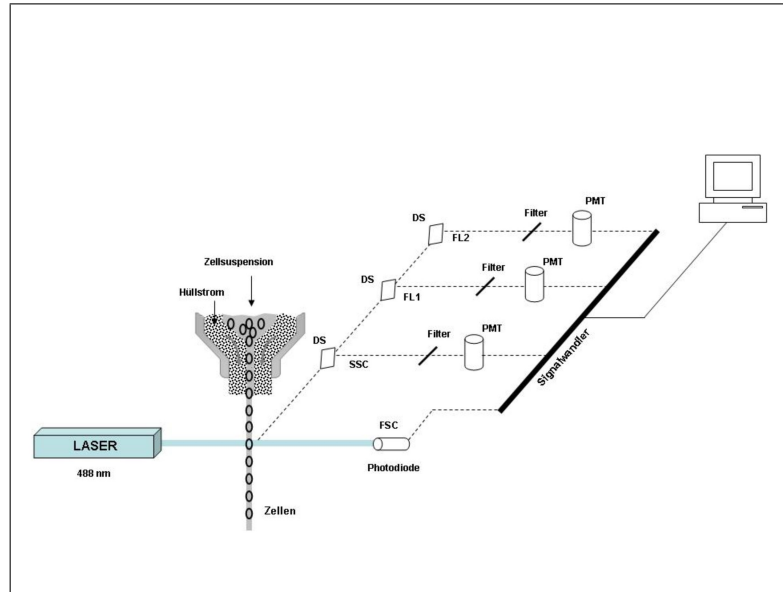 PMT
Filter
DS
FL2
PMT
Filter
DS
FL1
Zellsuspension
Hüllstrom
PMT
Filter
DS
SSC
Signalwandler
FSC
LASER
Photodiode
488 nm
Zellen